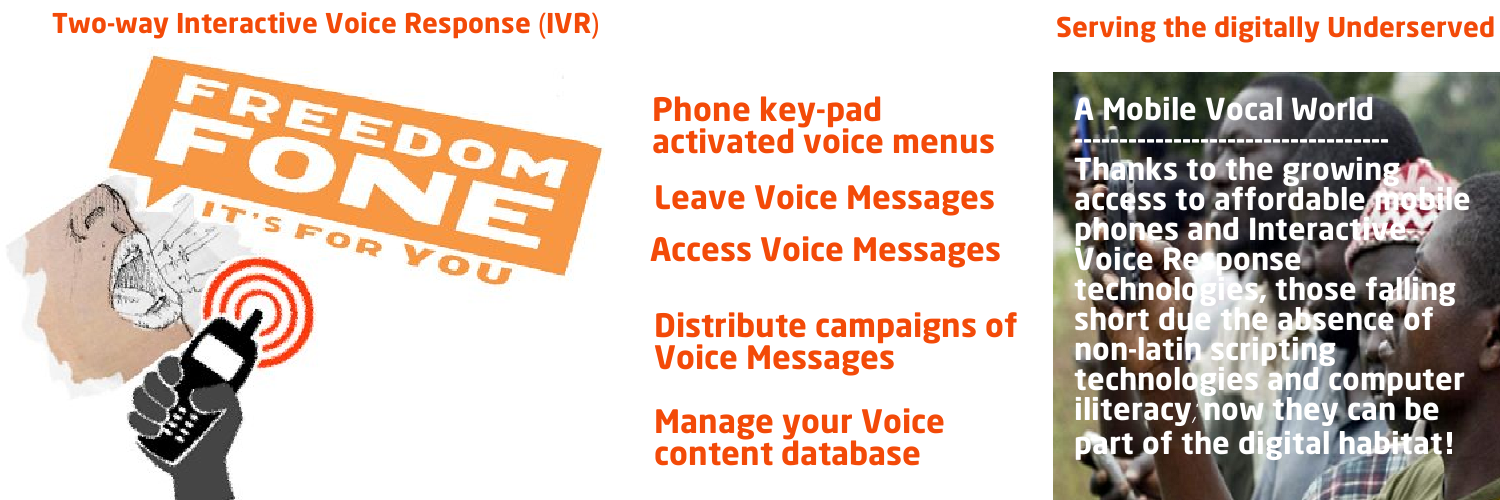 Two-way Interactive Voice Response (IVR)
FREEDOM
FONE
IT'S FOR YOU
Phone key-pad
activated voice menus
Leave Voice Messages
Access Voice Messages
Distribute campaigns of
Voice Messages
Manage your Voice
content database
Serving the digitally Underserved
A Mobile Vocal World
-----------------------------------
Thanks to the growing
access to affordable mobile
phones and Interactive
Voice Response
technologies, those falling
short due the absence of
non-latin scripting
technologies and computer
iliteracy, now they can be
part of the digital habitat!